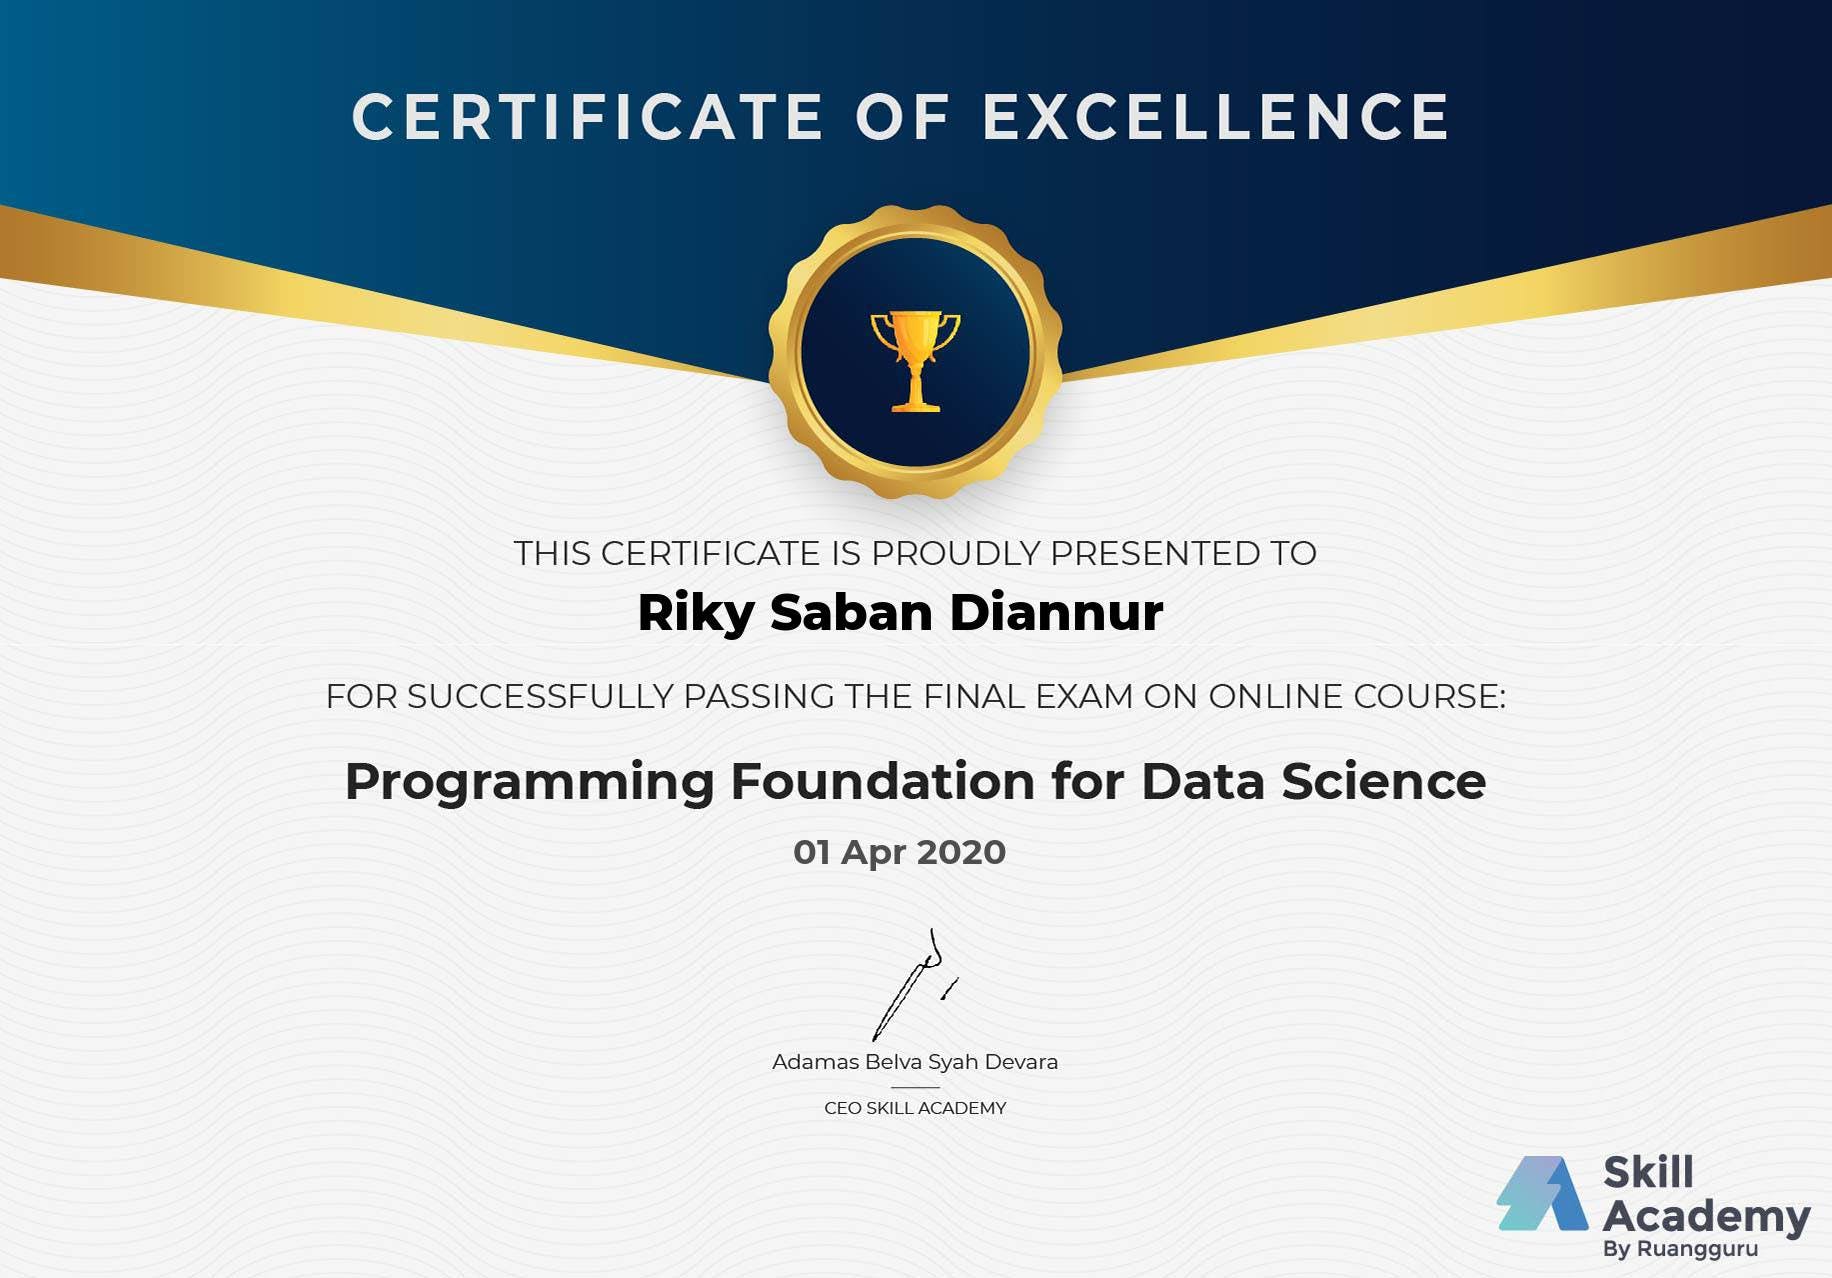 CERTIFICATE OF EXCELLENCE
THIS CERTIFICATE IS PROUDLY PRESENTED TO
Riky Saban Diannur
FOR SUCCESSFULLY PASSING THE FINAL EXAM ON ONLINE COURSE:
Programming Foundation for Data Science
01 Apr 2020
Adamas Belva Syah Devara
CEO SKILL ACADEMY
Skill
Academy
By Ruangguru